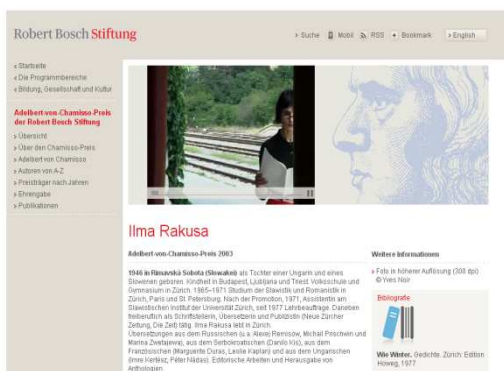 Robert Bosch Stiftung
» Suche Mobil RSS Bookmark » English
« Startseite
« Die Programmbereiche
« Bildung, Gesellschaft und Kultur
Adelbert-von-Chamisso-Preis
der Robert Bosch Stiftung
» Übersicht
» Über den Chamisso-Preis
» Adelbert von Chamisso
» Autoren von A-Z
» Preisträger nach Jahren
» Ehrengabe
» Publikationen
Ilma Rakusa
Adelbert-von-Chamisso-Preis 2003
1946 in Rimavská Sobota (Slowakei) als Tochter einer Ungarin und eines
Slowenen geboren. Kindheit in Budapest, Ljubljana und Triest. Volksschule und
Gymnasium in Zürich. 1965–1971 Studium der Slavistik und Romanistik in
Zürich, Paris und St. Petersburg. Nach der Promotion, 1971, Assistentin am
Slavistischen Institut der Universität Zürich, seit 1977 Lehrbeauftrage. Daneben
freiberuflich als Schriftstellerin, Übersetzerin und Publizistin (Neue Zürcher
Zeitung, Die Zeit) tätig. Ilma Rakusa lebt in Zürich.
Übersetzungen aus dem Russischen (u.a. Alexej Remisow, Michail Prischwin und
Marina Zwetajewa), aus dem Serbokroatischen (Danilo Kiš), aus dem
Französischen (Marguerite Duras, Leslie Kaplan) und aus dem Ungarischen
(Imre Kertész, Péter Nádas). Editorische Arbeiten und Herausgabe von
Anthologien.
Weitere Informationen
» Foto in höherer Auflösung (300 dpi)
© Yves Noir
Bibliografie
Wie Winter. Gedichte. Zürich: Edition
Howeg, 1977